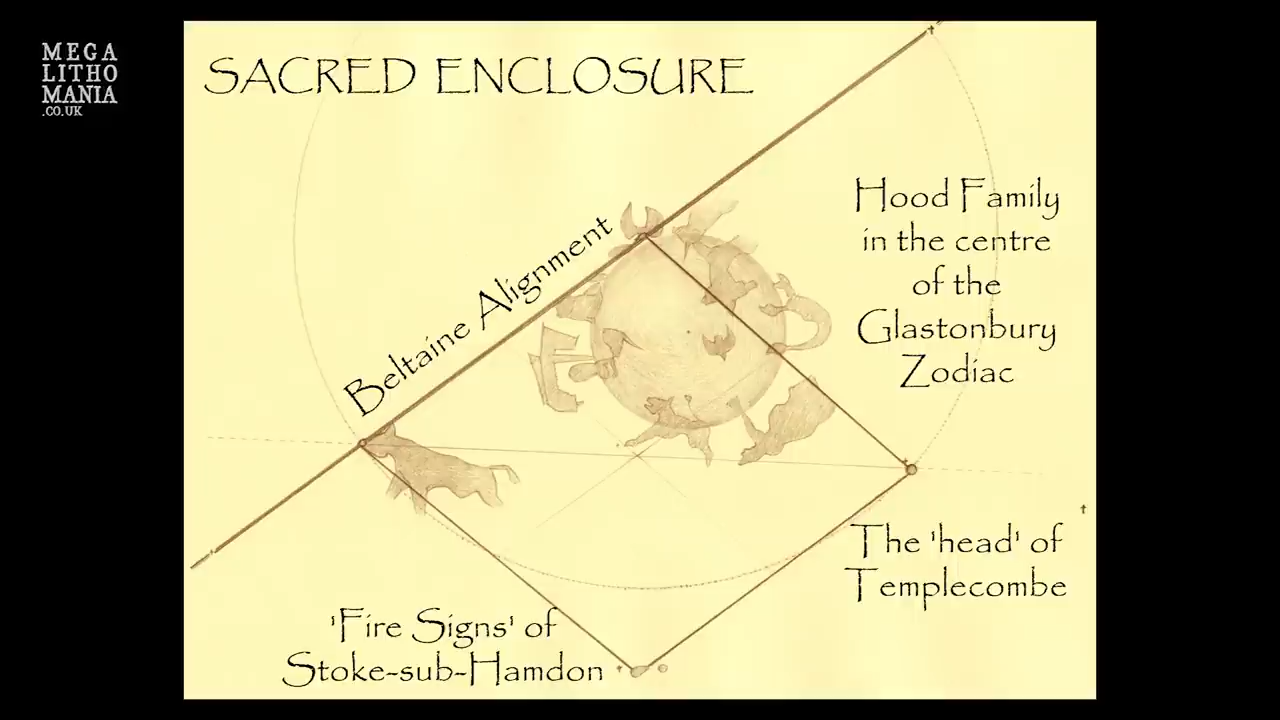 MEGA
LITHO
MANIA
.CO.UK
SACRED ENCLOSURE
Hood Family
in the centre
of the
Glastonbury
Zodiac
Beltaine Alignment
The 'head' of
Templecombe
'Fire Signs' of
Stoke-sub-Hamdon